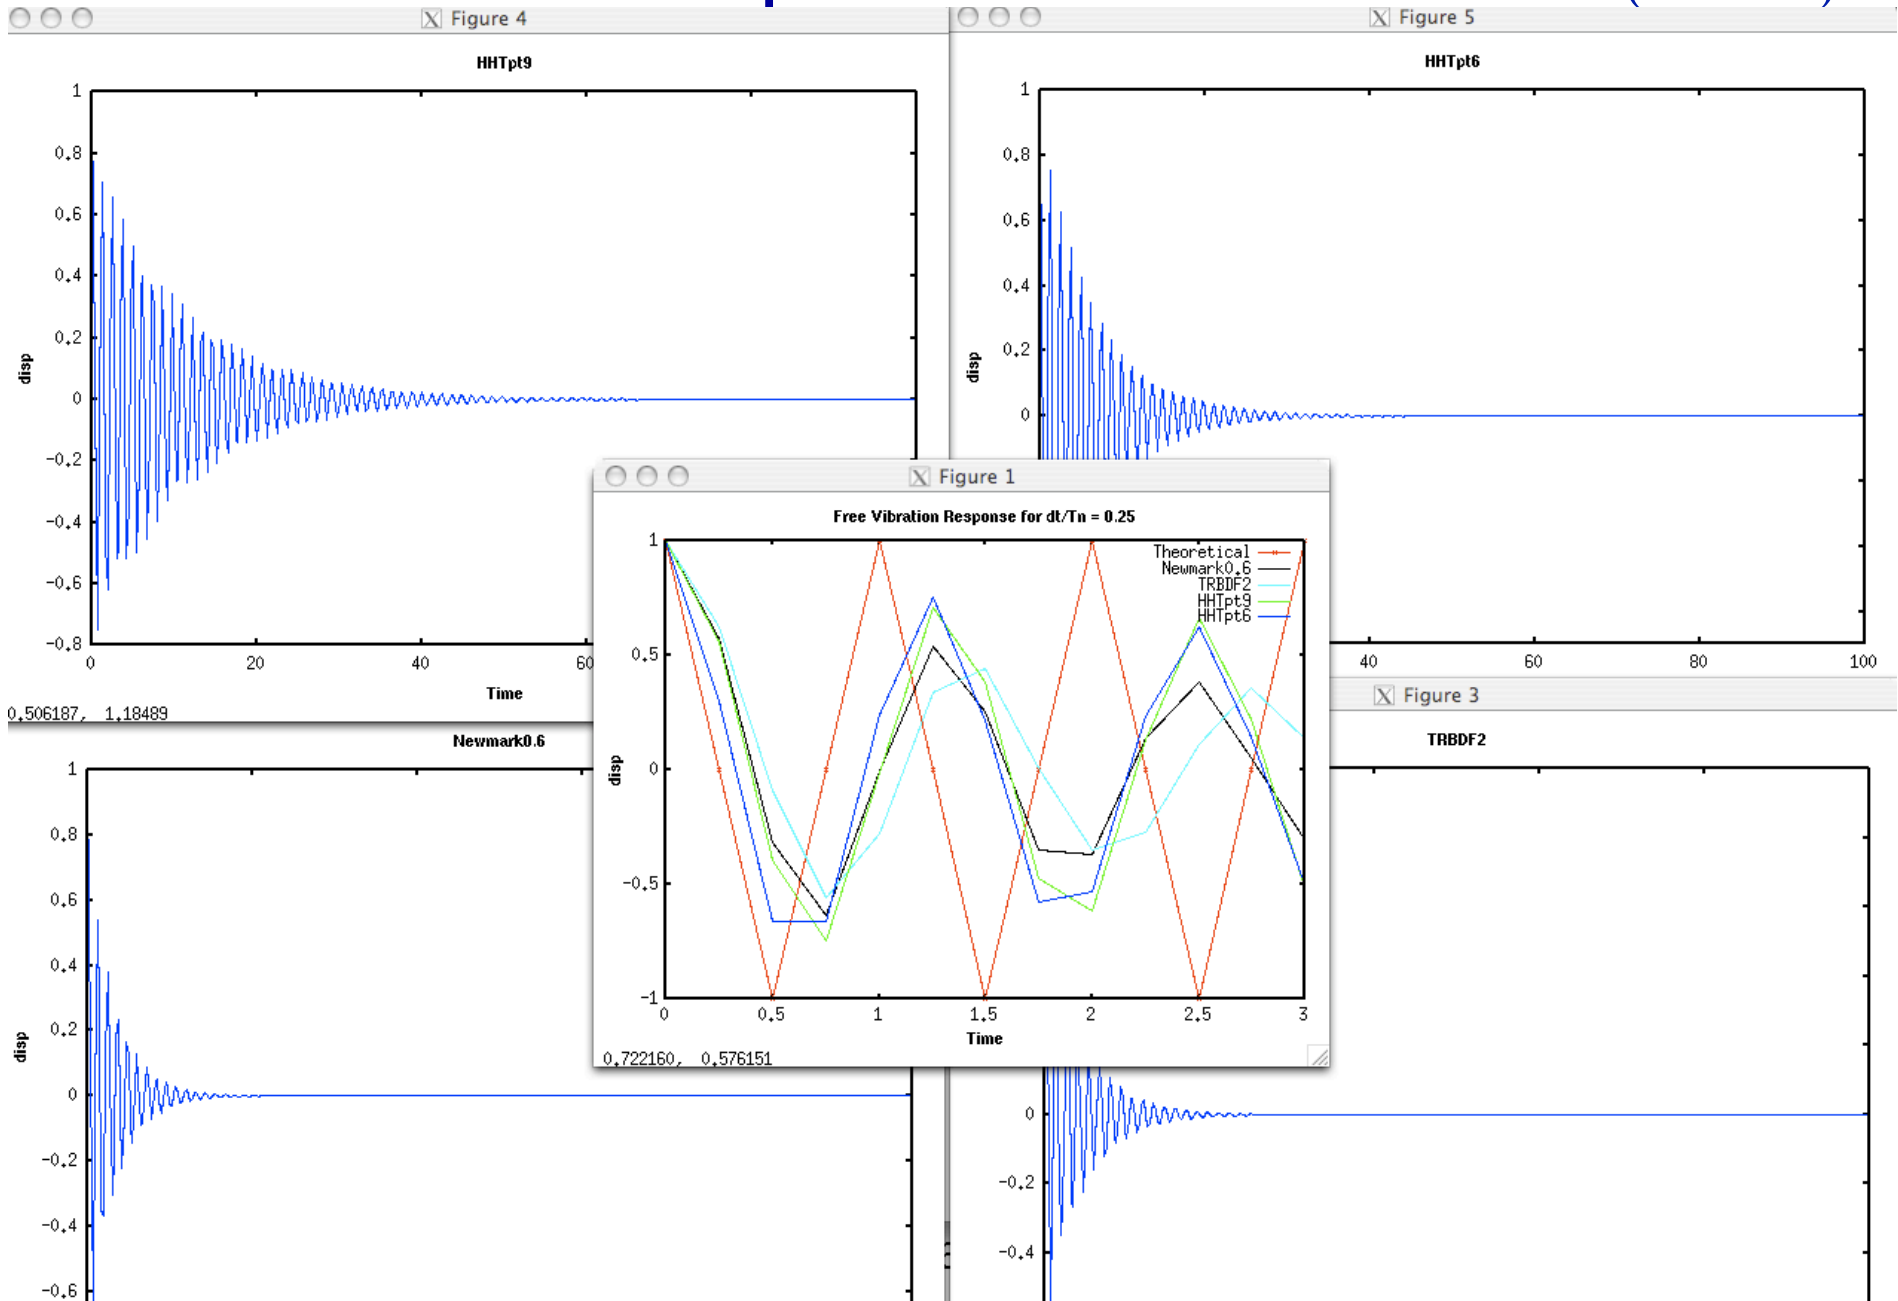 Figure 4
HHTpt9
1
0.8
0.6
0.4
0.2
0
-0.2
-0.4
-0.6
-0.8
disp
0
20
40
60
Time
0.506187, 1.18489
Figure 5
HHTpt6
1
0.8
0.6
0.4
0.2
0
disp
40
60
80
100
Figure 1
Free Vibration Response for dt/Tn = 0.25
Theoretical
Newmark0.6
TRBDF2
HHTpt9
HHTpt6
1
0.5
0
-0.5
-1
disp
0
0.5
1
1.5
2
2.5
3
Time
0.722160, 0.576151
Newmark0.6
1
0.8
0.6
0.4
0.2
0
-0.2
-0.4
-0.6
disp
Figure 3
TRBDF2
0
-0.2
-0.4